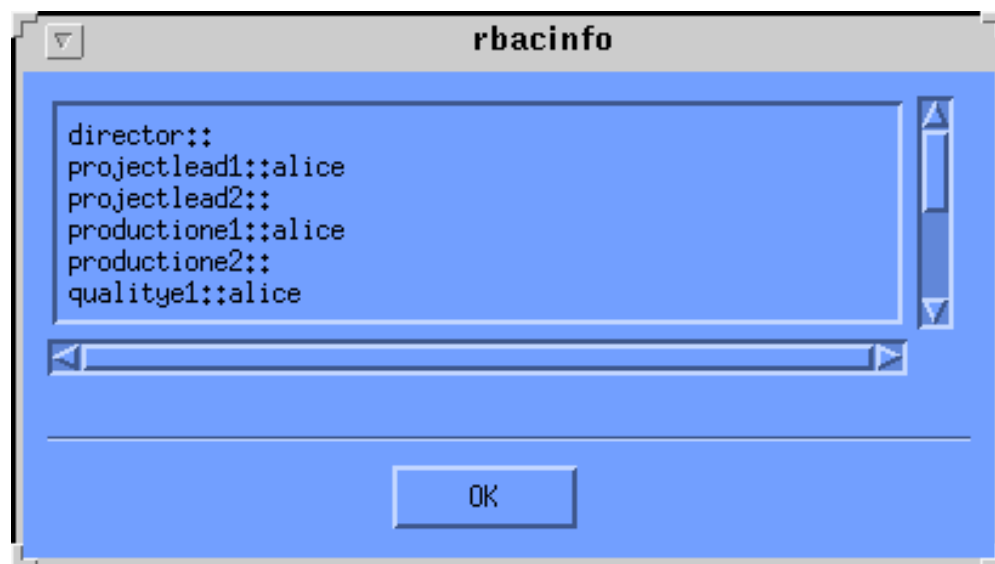 rbacinfo
director::
projectlead1::alice
projectlead2::
productione1::alice
productione2::
qualitye1::alice
OK